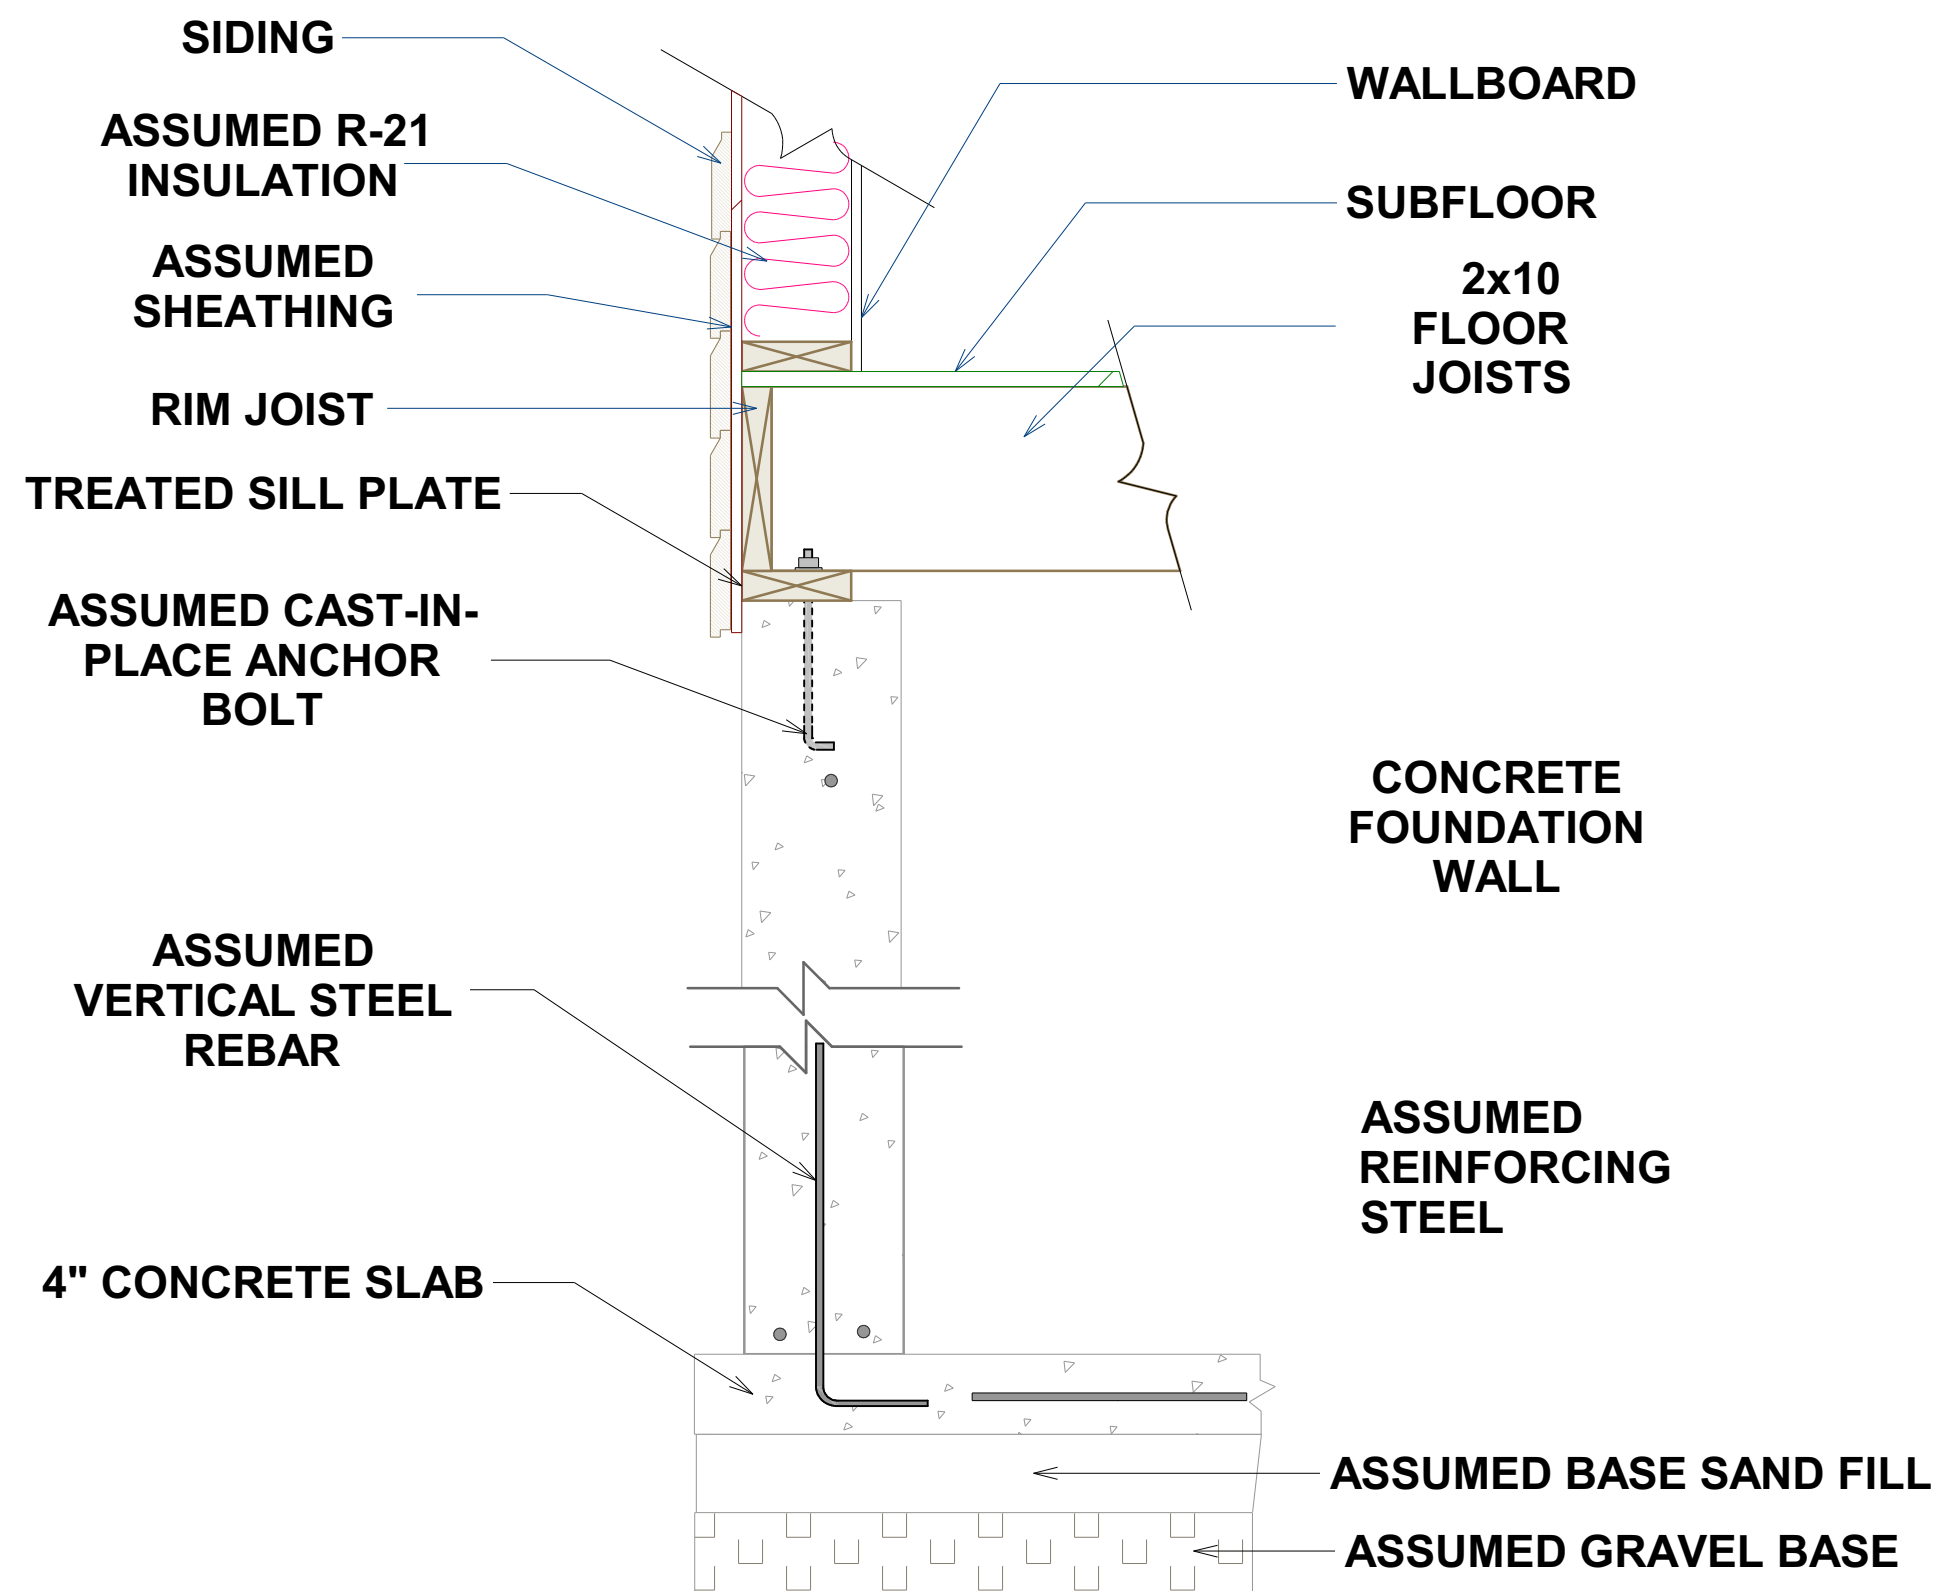 SIDING
ASSUMED R-21
INSULATION
ASSUMED
SHEATHING
RIM JOIST
TREATED SILL PLATE
ASSUMED CAST-IN-
PLACE ANCHOR
BOLT
ASSUMED
VERTICAL STEEL
REBAR
4" CONCRETE SLAB
WALLBOARD
SUBFLOOR
2x10
FLOOR
JOISTS
CONCRETE
FOUNDATION
WALL
ASSUMED
REINFORCING
STEEL
ASSUMED BASE SAND FILL
ASSUMED GRAVEL BASE